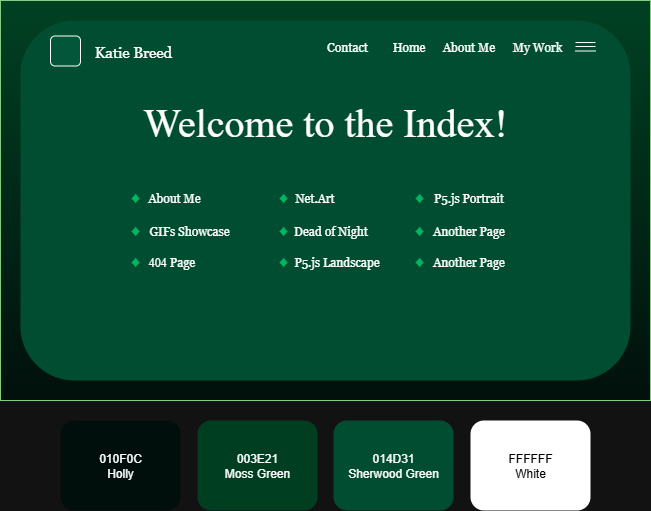 Katie Breed
Contact Home About Me My Work
Welcome to the Index!
About Me Net.Art P5.js Portrait
GIFs Showcase Dead of Night Another Page
404 Page P5.js Landscape Another Page
010F0C 003E21 014D31 FFFFFF
Holly Moss Green Sherwood Green White